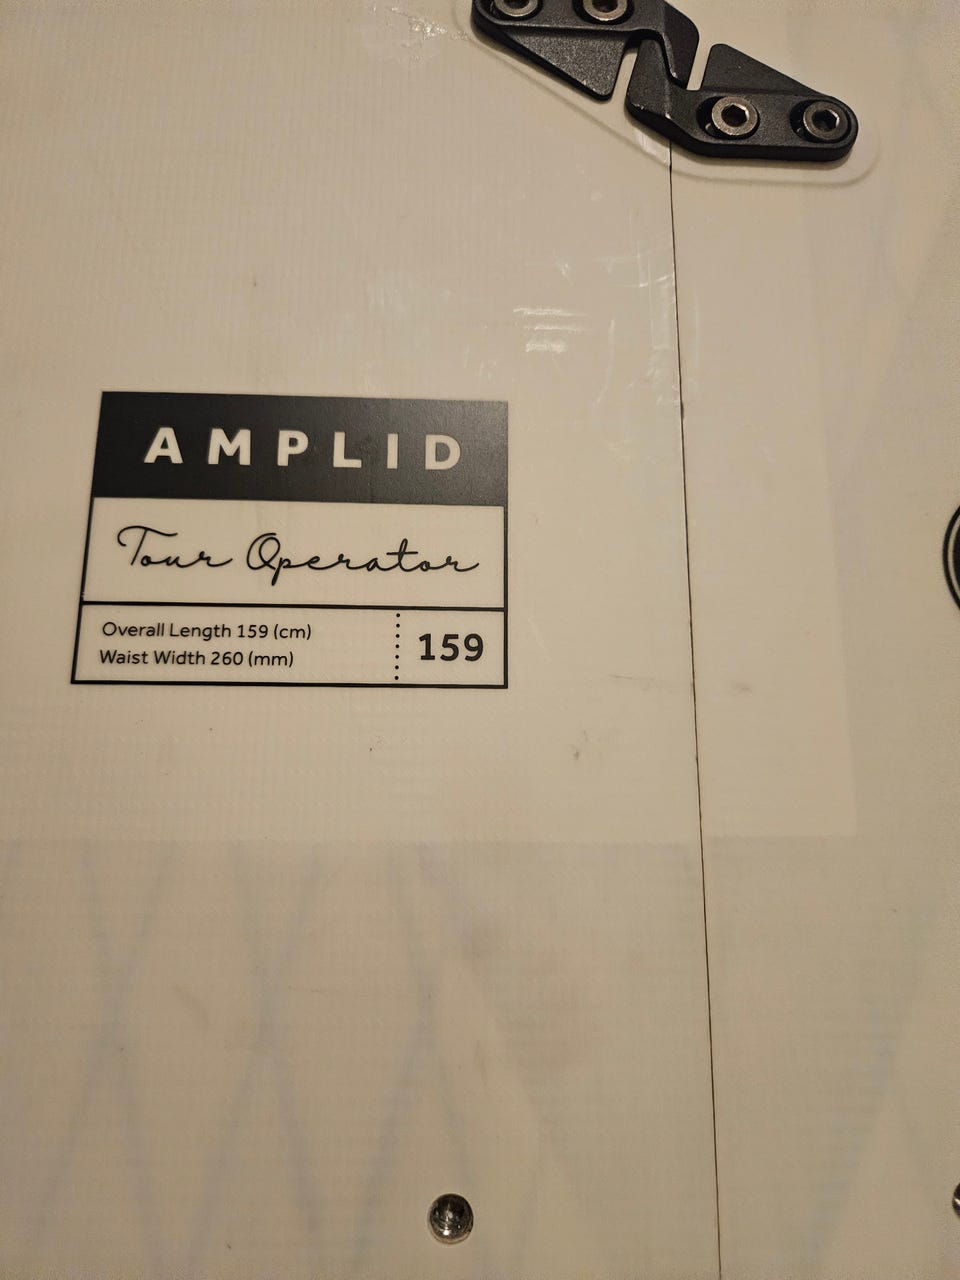 AMPLID
Tour Operator
Overall Length 159 (cm)
Waist Width 260 (mm)
159